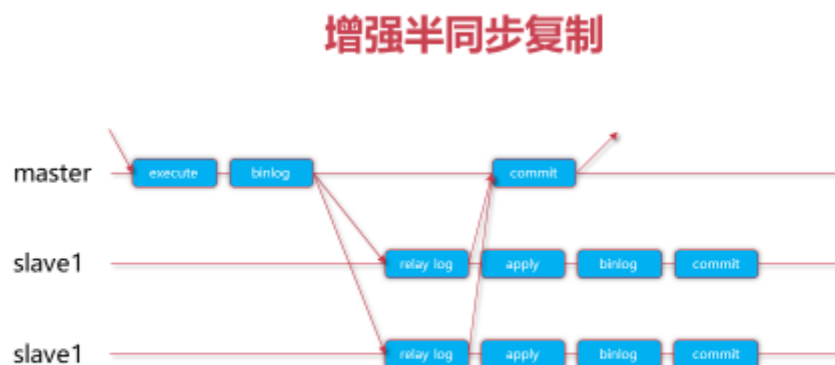 增强半同步复制
master execute binlog commit
slave1 relay log apply binlog commit
slave1 relay log apply binlog commit